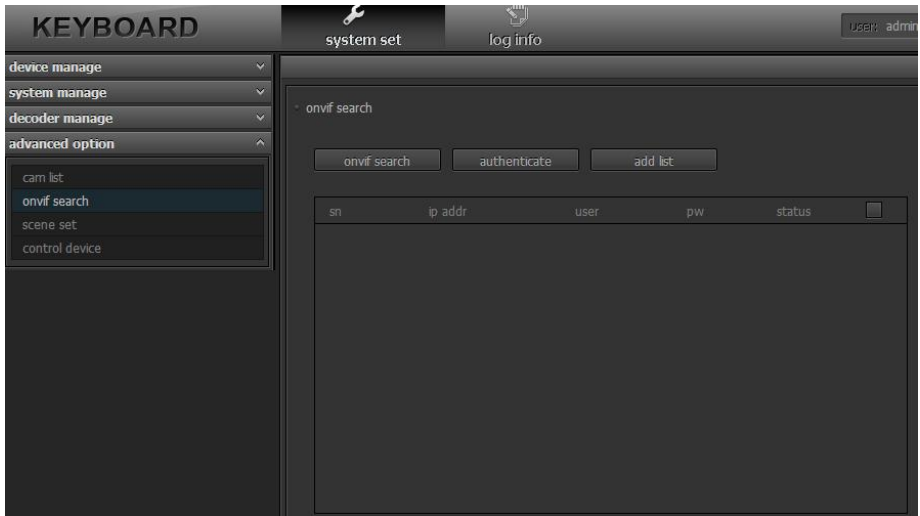 KEYBOARD
system set
log info
user: admin
device manage
system manage
decoder manage
advanced option
cam list
onvif search
scene set
control device
onvif search
onvif search authenticate add list
sn ip addr user pw status